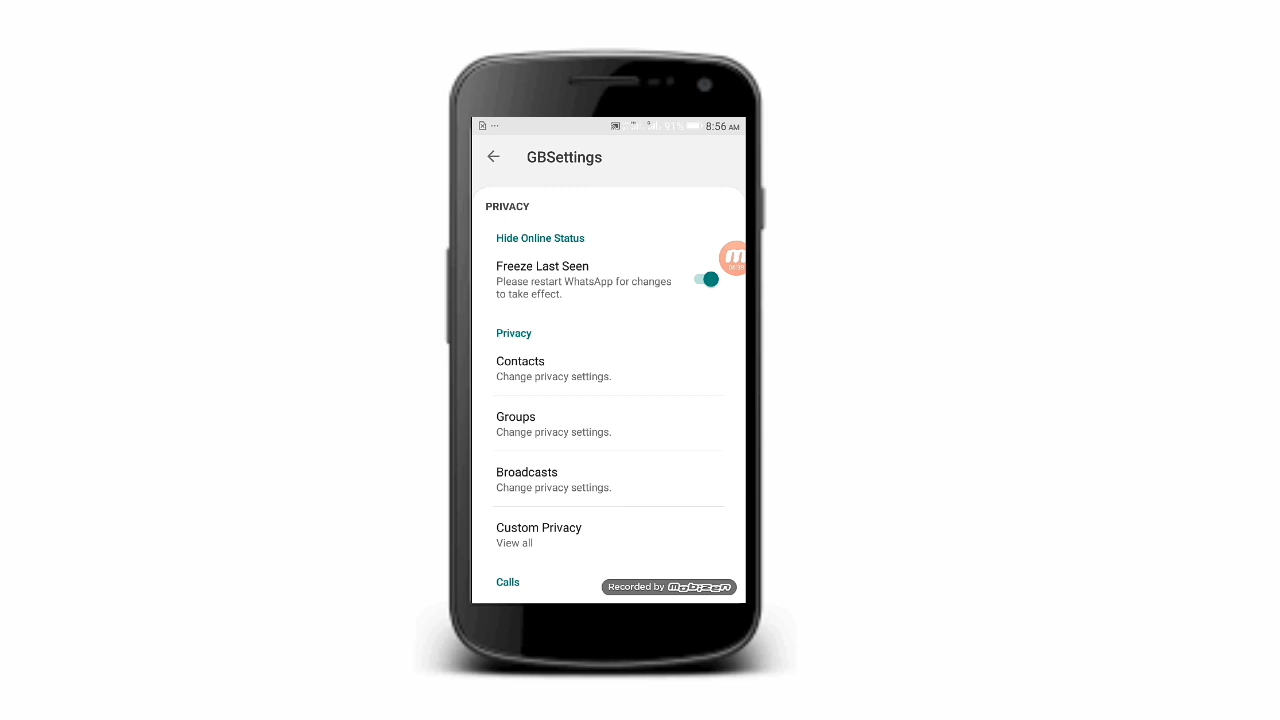 91% 8:56 AM
GBSettings
PRIVACY
Hide Online Status
Freeze Last Seen
Please restart WhatsApp for changes
to take effect.
Privacy
Contacts
Change privacy settings.
Groups
Change privacy settings.
Broadcasts
Change privacy settings.
Custom Privacy
View all
Calls
Recorded by mobizen